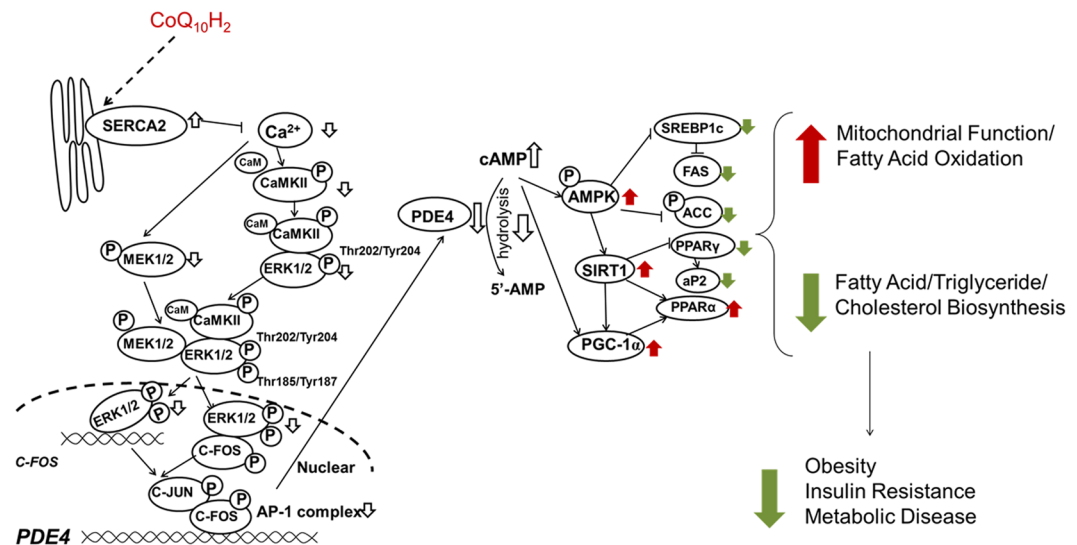 CoQ10H2
SERCA2
Ca2+
CaM
P
CaMKII
CaM
P
CaMKII
Thr202/Tyr204
ERK1/2
P
P
MEK1/2
CaM
P
CaMKII
P
MEK1/2
Thr202/Tyr204
ERK1/2
P
P
Thr185/Tyr187
ERK1/2
P
P
ERK1/2
P
P
C-FOS
P
C-FOS
Nuclear
C-JUN
P
P
C-FOS
AP-1 complex
PDE4
PDE4
cAMP
hydrolysis
5’-AMP
P
AMPK
SIRT1
PGC-1α
SREBP1c
FAS
P
ACC
PPARγ
aP2
PPARα
Mitochondrial Function/
Fatty Acid Oxidation
Fatty Acid/Triglyceride/
Cholesterol Biosynthesis
Obesity
Insulin Resistance
Metabolic Disease